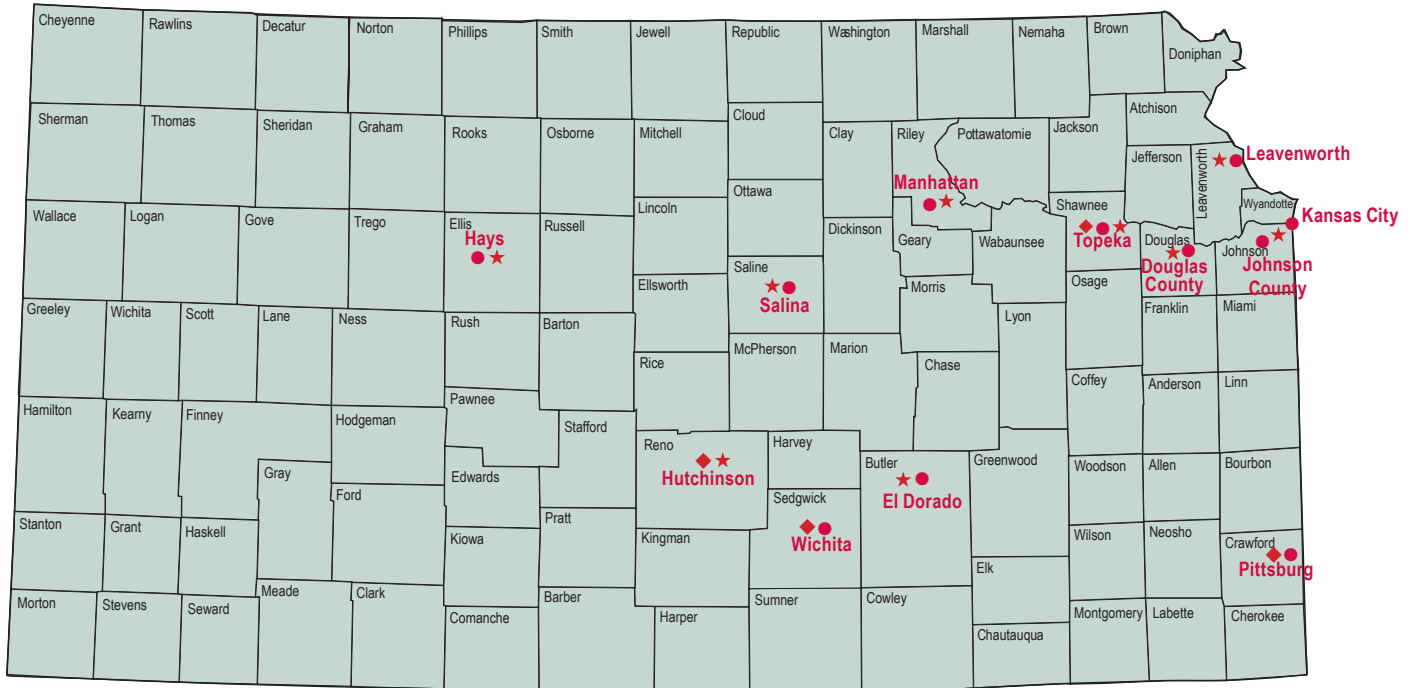 Cheyenne
Rawlins
Decatur
Norton
Phillips
Smith
Jewell
Republic
Washington
Marshall
Nemaha
Brown
Doniphan
Sherman
Thomas
Sheridan
Graham
Rooks
Osborne
Mitchell
Cloud
Clay
Riley
Pottawatomie
Jackson
Atchison
Jefferson
Leavenworth
Leavenworth
Manhattan
Ottawa
Wallace
Logan
Gove
Trego
Ellis
Hays
Russell
Lincoln
Dickinson
Geary
Wabaunsee
Shawnee
Topeka
Wyandotte
Kansas City
Douglas
Douglas
County
Johnson
Johnson
County
Saline
Salina
Ellsworth
Morris
Osage
Greeley
Wichita
Scott
Lane
Ness
Rush
Barton
Lyon
Franklin
Miami
McPherson
Marion
Rice
Chase
Coffey
Anderson
Linn
Hamilton
Kearny
Finney
Hodgeman
Pawnee
Stafford
Reno
Hutchinson
Harvey
Butler
El Dorado
Greenwood
Woodson
Allen
Bourbon
Gray
Ford
Edwards
Sedgwick
Wichita
Stanton
Grant
Haskell
Kiowa
Pratt
Kingman
Wilson
Neosho
Crawford
Pittsburg
Elk
Morton
Stevens
Seward
Meade
Clark
Comanche
Barber
Harper
Sumner
Cowley
Chautauqua
Montgomery
Labette
Cherokee